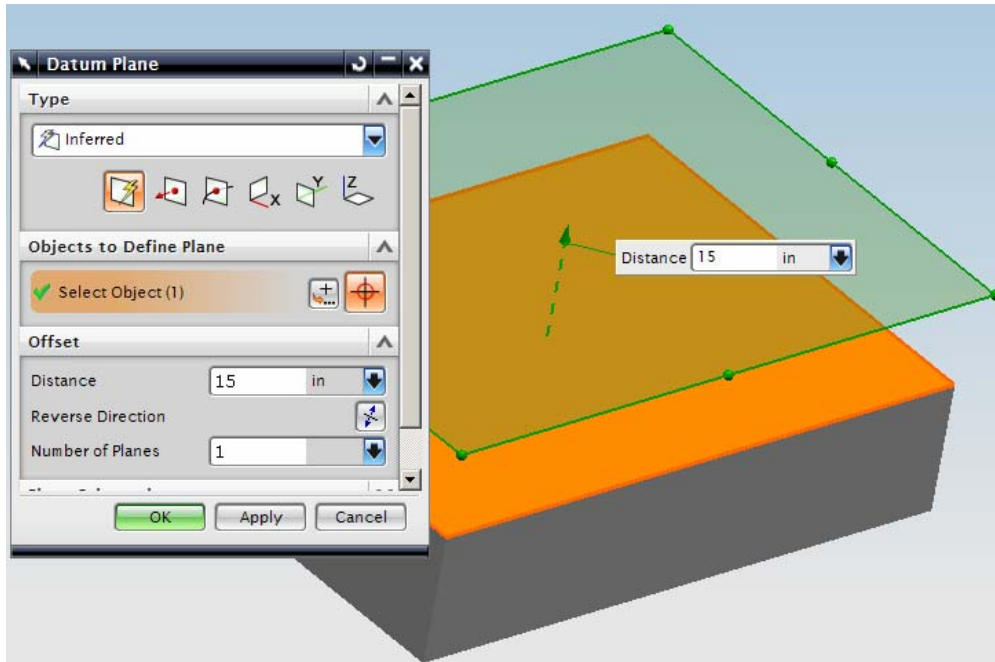 Datum Plane
Type
Inferred
X
Y
Z
Objects to Define Plane
Select Object (1)
Distance 15 in
Offset
Distance 15 in
Reverse Direction
Number of Planes 1
OK Apply Cancel